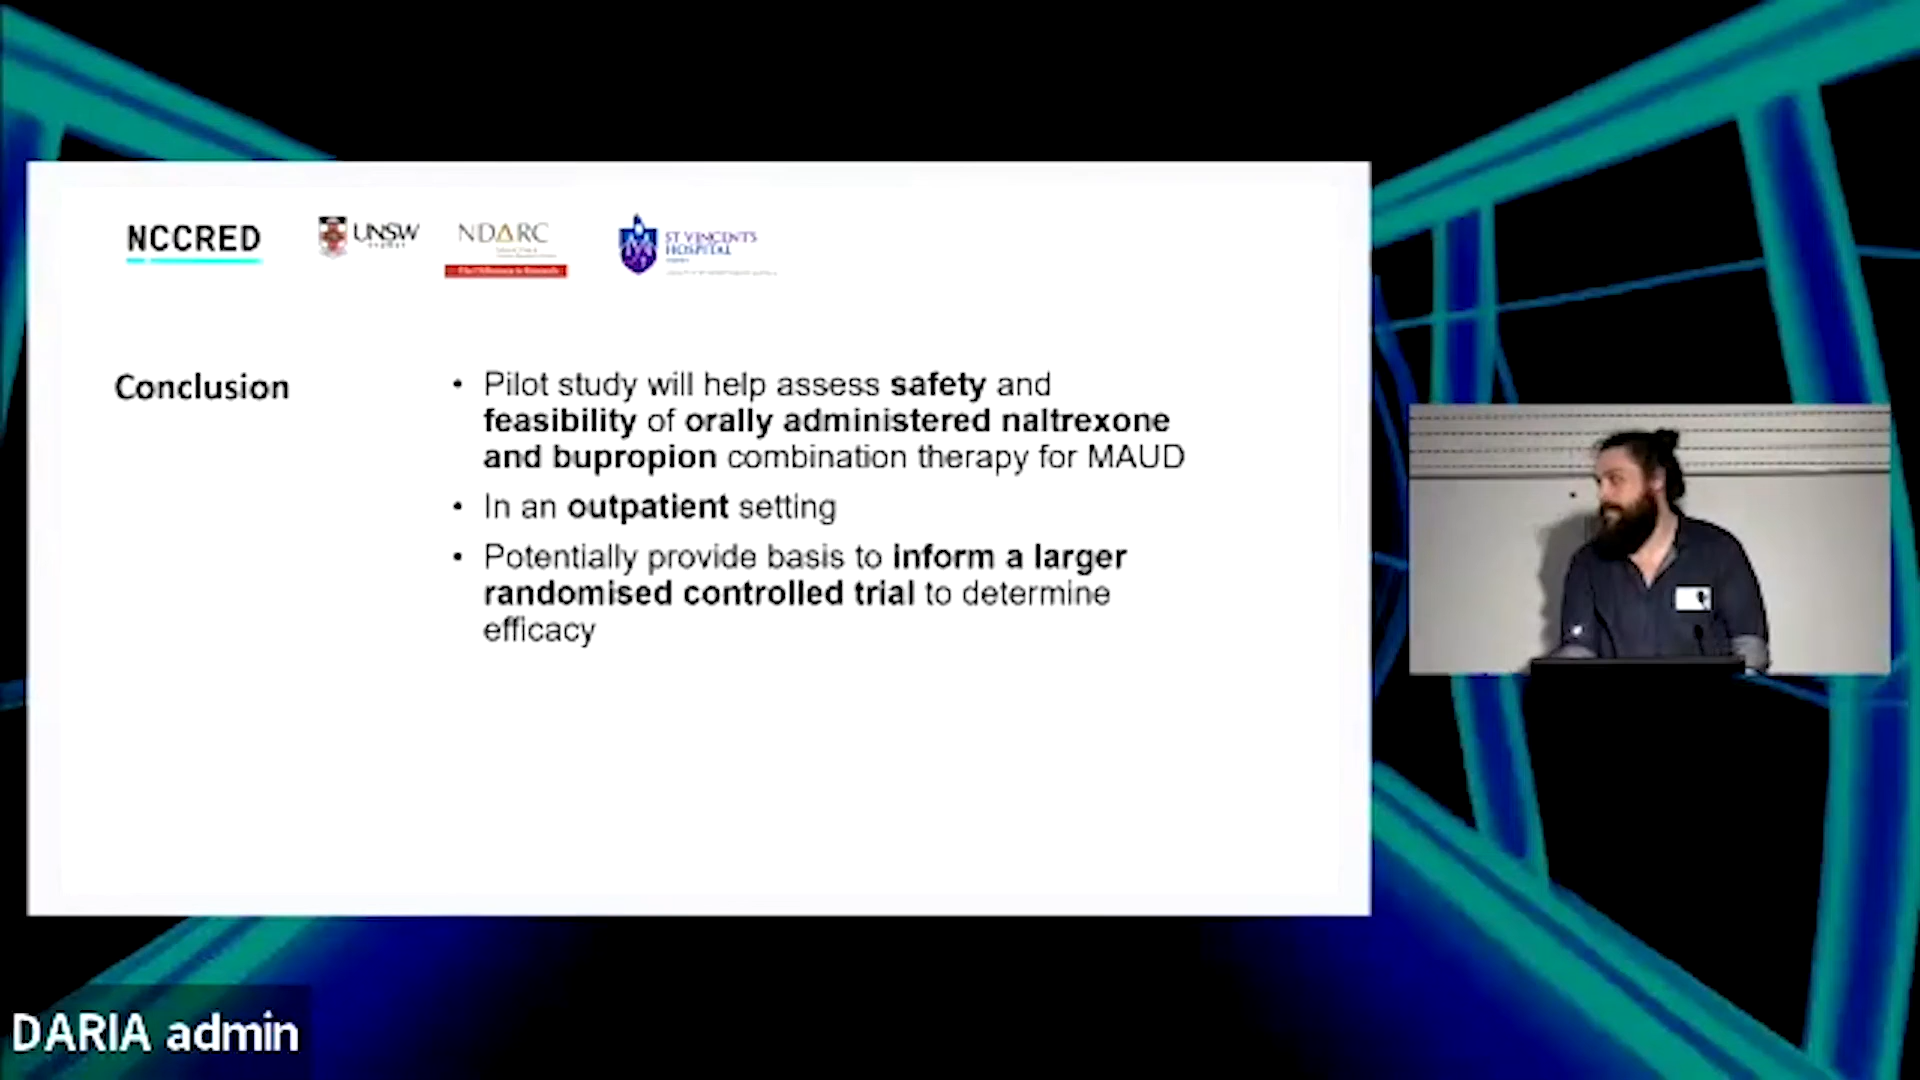 NCCRED
UNSW
NDARC
ST VINCENT'S
HOSPITAL
Conclusion
• Pilot study will help assess safety and
feasibility of orally administered naltrexone
and bupropion combination therapy for MAUD
• In an outpatient setting
• Potentially provide basis to inform a larger
randomised controlled trial to determine
efficacy
DARIA admin